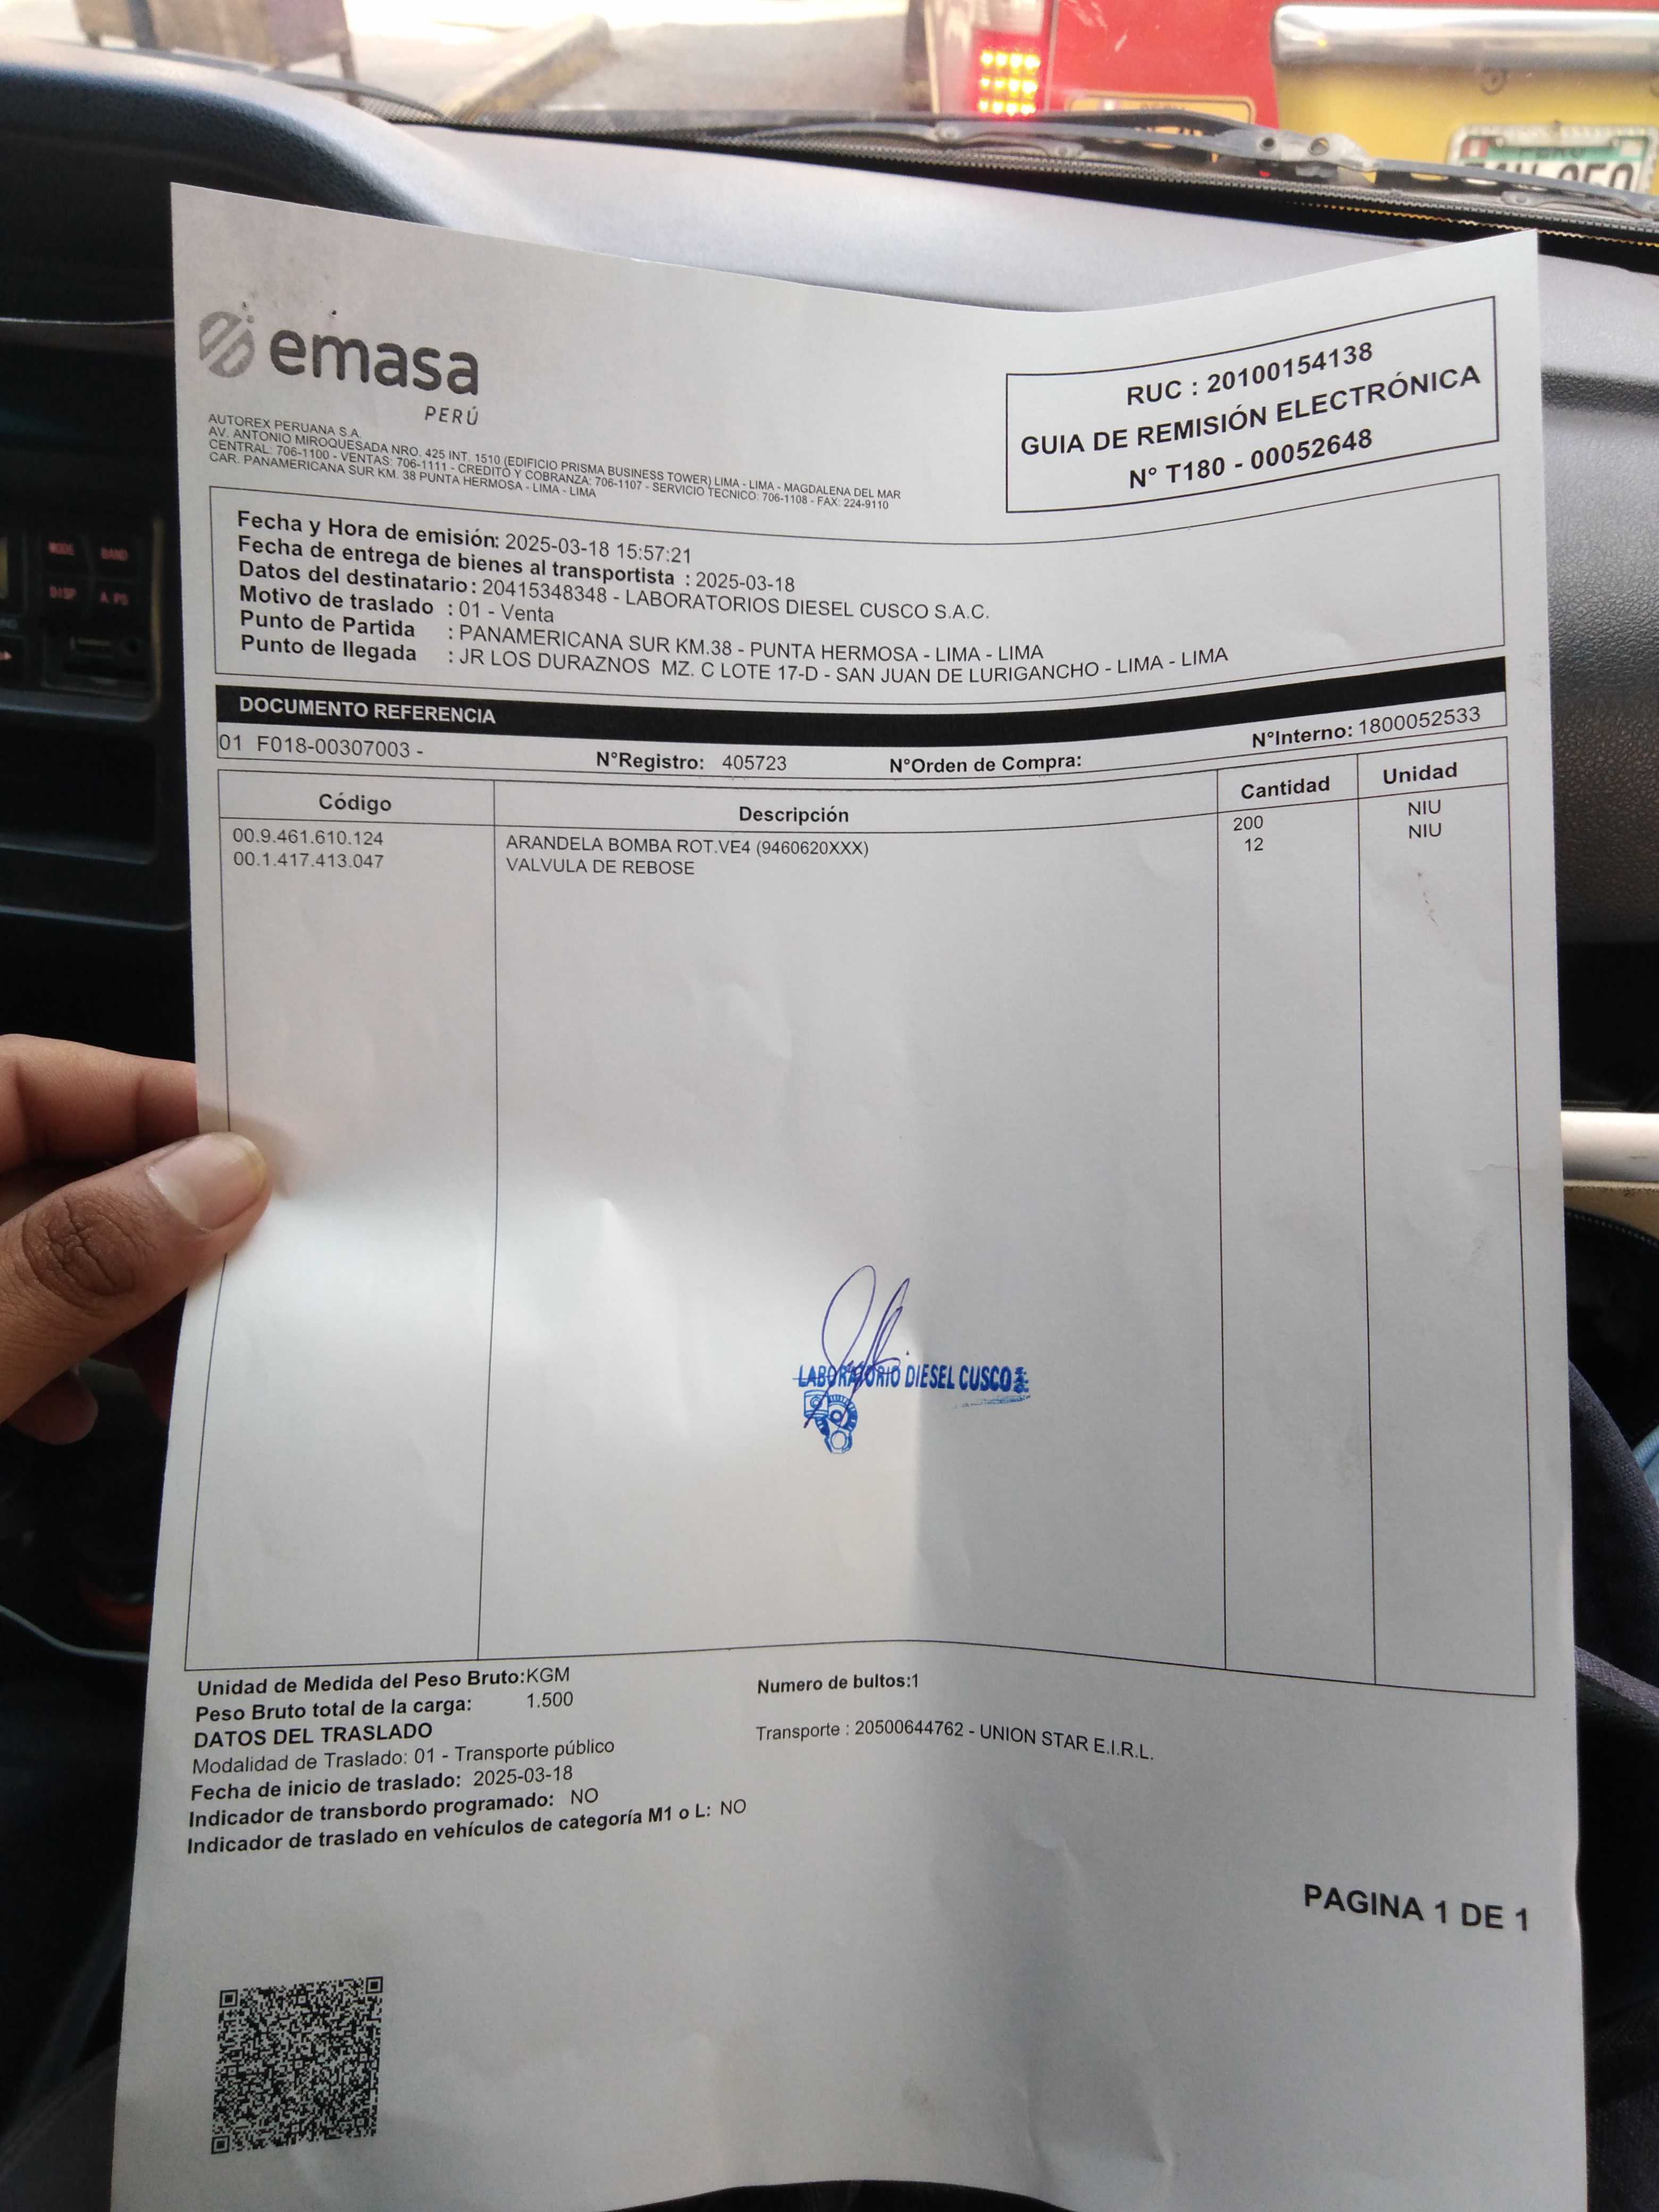 MODE
BAND
DISP
A.PS
emasa
PERÚ
AUTOREX PERUANA S.A.
AV. ANTONIO MIROQUESADA NRO. 425 INT. 1510 (EDIFICIO PRISMA BUSINESS TOWER) LIMA - LIMA - MAGDALENA DEL MAR
CENTRAL: 706-1100 - VENTAS: 706-1111 - CREDITO Y COBRANZA: 706-1107 - SERVICIO TECNICO: 706-1108 - FAX: 224-9110
CAR. PANAMERICANA SUR KM. 38 PUNTA HERMOSA - LIMA - LIMA
RUC : 20100154138
GUIA DE REMISIÓN ELECTRÓNICA
N° T180 - 00052648
Fecha y Hora de emisión: 2025-03-18 15:57:21
Fecha de entrega de bienes al transportista : 2025-03-18
Datos del destinatario : 20415348348 - LABORATORIOS DIESEL CUSCO S.A.C.
Motivo de traslado : 01 - Venta
Punto de Partida : PANAMERICANA SUR KM.38 - PUNTA HERMOSA - LIMA - LIMA
Punto de llegada : JR LOS DURAZNOS MZ. C LOTE 17-D - SAN JUAN DE LURIGANCHO - LIMA - LIMA
DOCUMENTO REFERENCIA
01 F018-00307003 - N°Registro: 405723 N°Orden de Compra: N°Interno: 1800052533
Código Descripción Cantidad Unidad
00.9.461.610.124 ARANDELA BOMBA ROT.VE4 (9460620XXX) 200 NIU
00.1.417.413.047 VALVULA DE REBOSE 12 NIU
LABORATORIO DIESEL CUSCO
Unidad de Medida del Peso Bruto:KGM
Peso Bruto total de la carga: 1.500
Numero de bultos:1
DATOS DEL TRASLADO
Modalidad de Traslado: 01 - Transporte público
Transporte : 20500644762 - UNION STAR E.I.R.L.
Fecha de inicio de traslado: 2025-03-18
Indicador de transbordo programado: NO
Indicador de traslado en vehículos de categoría M1 o L: NO
PAGINA 1 DE 1